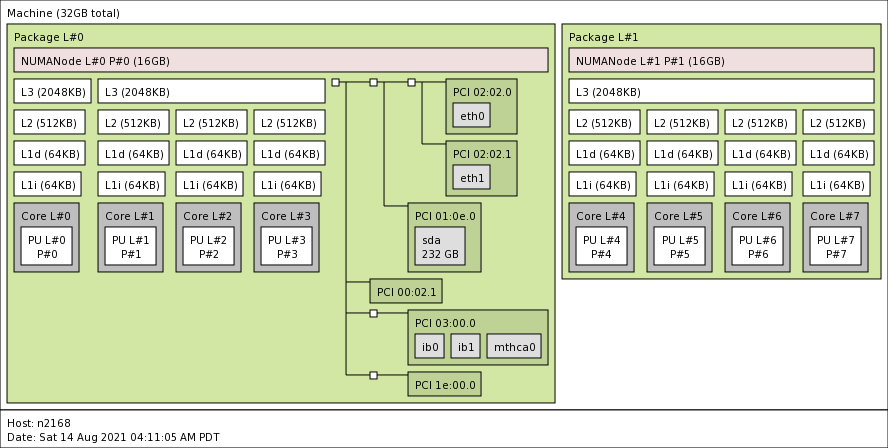 Machine (32GB total)
Package L#0
NUMANode L#0 P#0 (16GB)
L3 (2048KB) L3 (2048KB)
L2 (512KB) L2 (512KB) L2 (512KB) L2 (512KB)
L1d (64KB) L1d (64KB) L1d (64KB) L1d (64KB)
L1i (64KB) L1i (64KB) L1i (64KB) L1i (64KB)
Core L#0 Core L#1 Core L#2 Core L#3
PU L#0 PU L#1 PU L#2 PU L#3
P#0 P#1 P#2 P#3
PCI 02:02.0
eth0
PCI 02:02.1
eth1
PCI 01:0e.0
sda
232 GB
PCI 00:02.1
PCI 03:00.0
ib0 ib1 mthca0
PCI 1e:00.0
Package L#1
NUMANode L#1 P#1 (16GB)
L3 (2048KB)
L2 (512KB) L2 (512KB) L2 (512KB) L2 (512KB)
L1d (64KB) L1d (64KB) L1d (64KB) L1d (64KB)
L1i (64KB) L1i (64KB) L1i (64KB) L1i (64KB)
Core L#4 Core L#5 Core L#6 Core L#7
PU L#4 PU L#5 PU L#6 PU L#7
P#4 P#5 P#6 P#7
Host: n2168
Date: Sat 14 Aug 2021 04:11:05 AM PDT